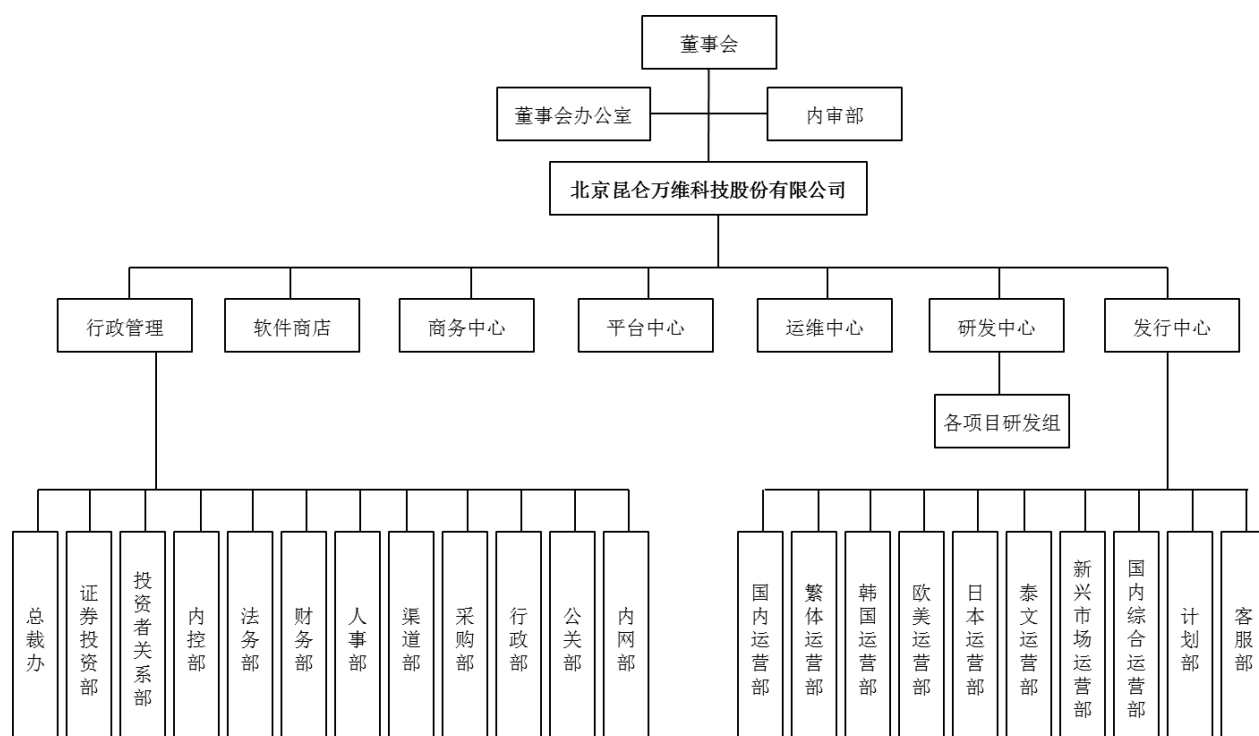 董事会
董事会办公室
内审部
北京昆仑万维科技股份有限公司
行政管理
软件商店
商务中心
平台中心
运维中心
研发中心
发行中心
各项目研发组
总裁办
证券投资部
投资者关系部
内控部
法务部
财务部
人事部
渠道部
采购部
行政部
公关部
内网部
国内运营部
繁体运营部
韩国运营部
欧美运营部
日本运营部
泰文运营部
新兴市场运营部
国内综合运营部
计划部
客服部